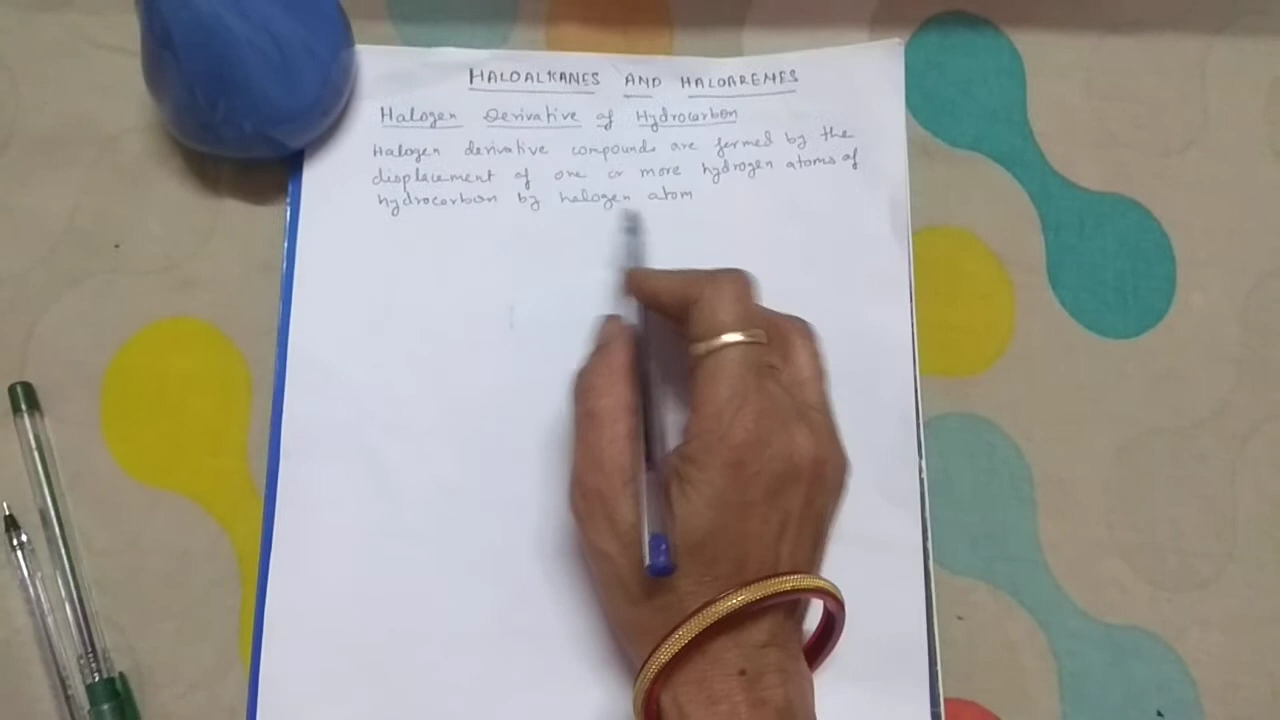 HALOALKANES AND HALOARENES
Halogen Derivative of Hydrocarbon
Halogen derivative compounds are formed by the
displacement of one or more hydrogen atoms of
hydrocarbon by halogen atom